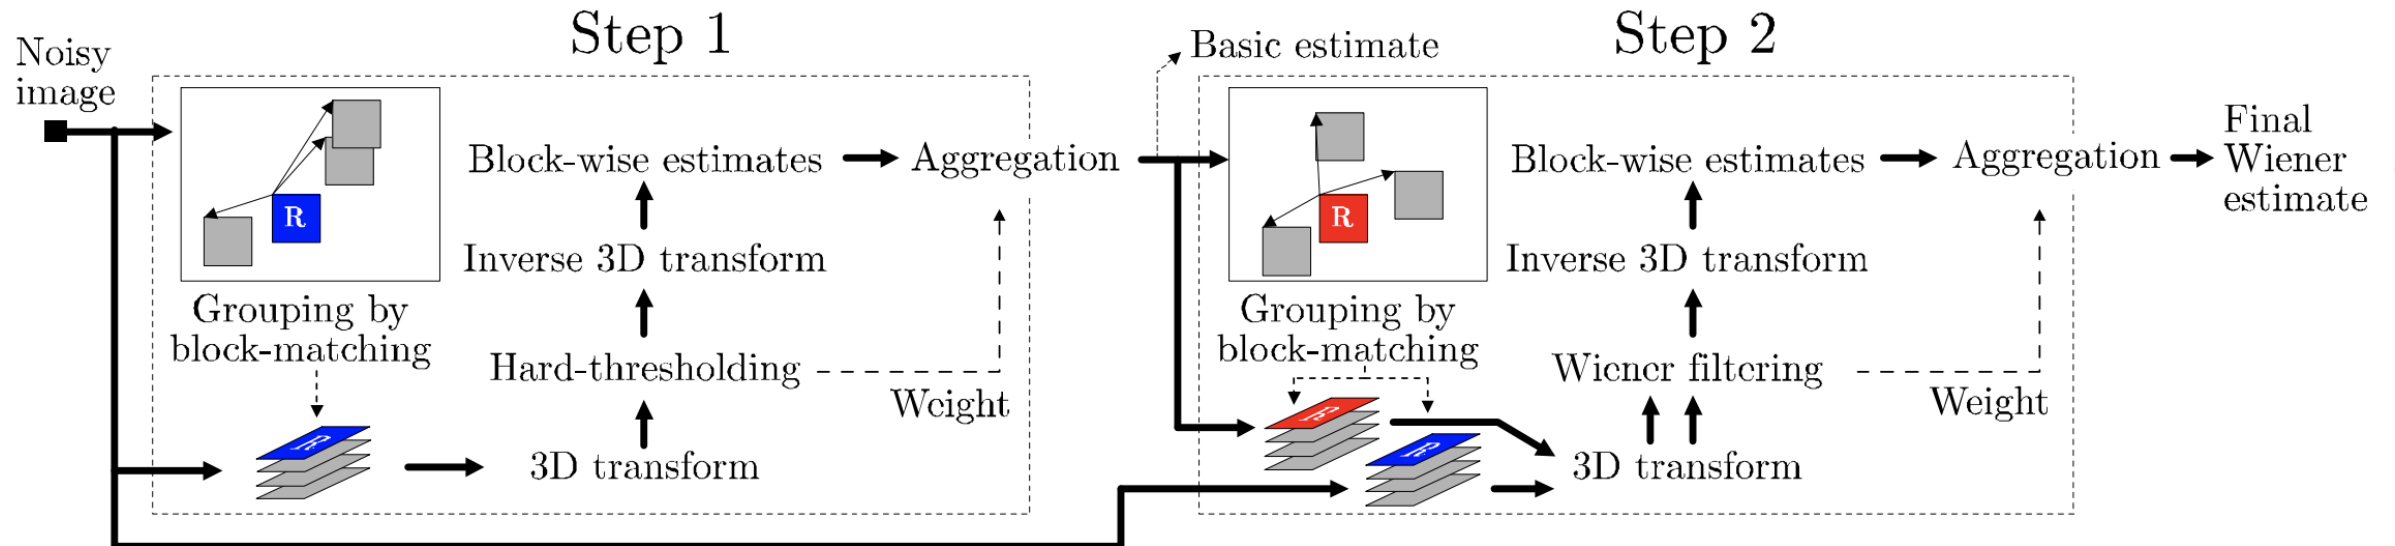 Step 1
Step 2
Noisy
image
Basic estimate
R
Block-wise estimates
Aggregation
Inverse 3D transform
Grouping by
block-matching
Hard-thresholding
Weight
R
3D transform
R
Block-wise estimates
Aggregation
Final
Wiener
estimate
Inverse 3D transform
Grouping by
block-matching
Wiener filtering
Weight
R
R
3D transform